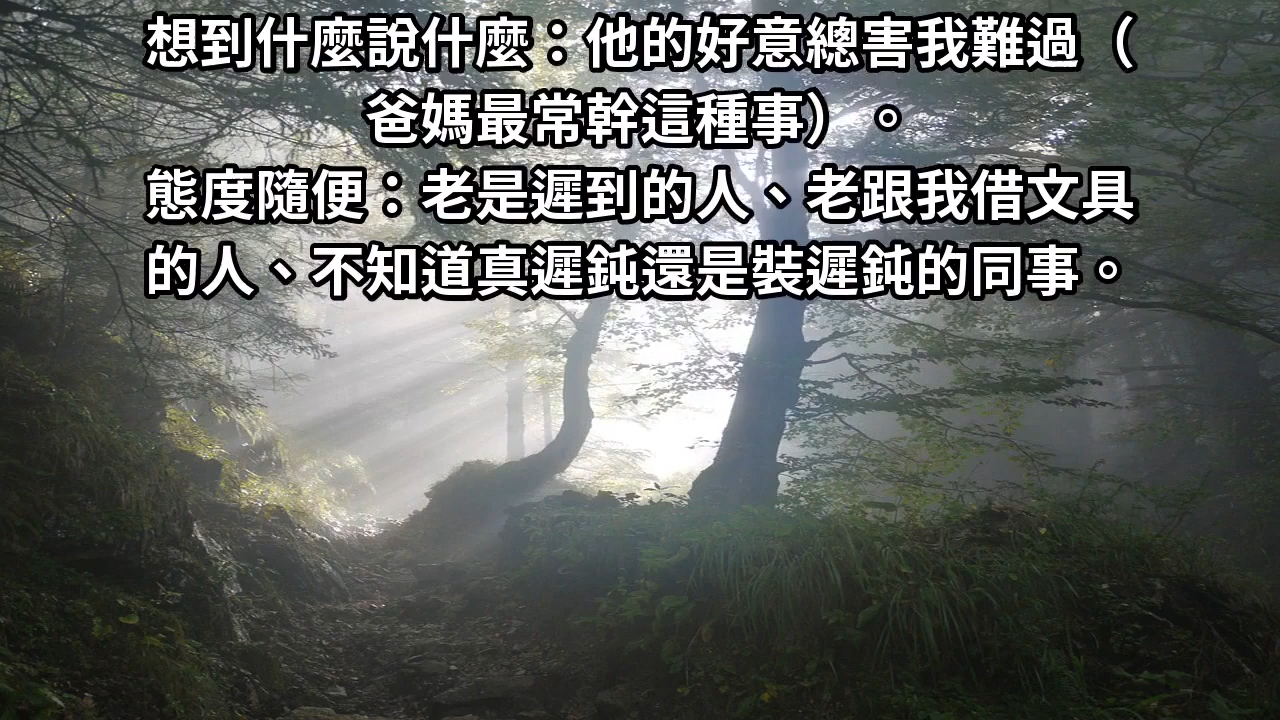 想到什麼說什麼：他的好意總害我難過（
爸媽最常幹這種事）。
態度隨便：老是遲到的人、老跟我借文具
的人、不知道真遲鈍還是裝遲鈍的同事。